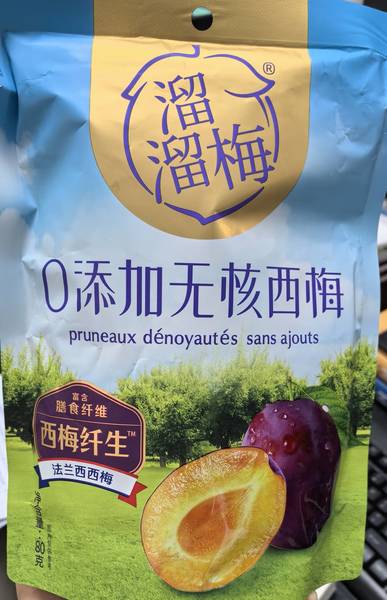 溜
溜梅
®
0添加无核西梅
pruneaux dénoyautés sans ajouts
富含
膳食纤维
西梅纤生™
法兰西西梅
净含量:80克